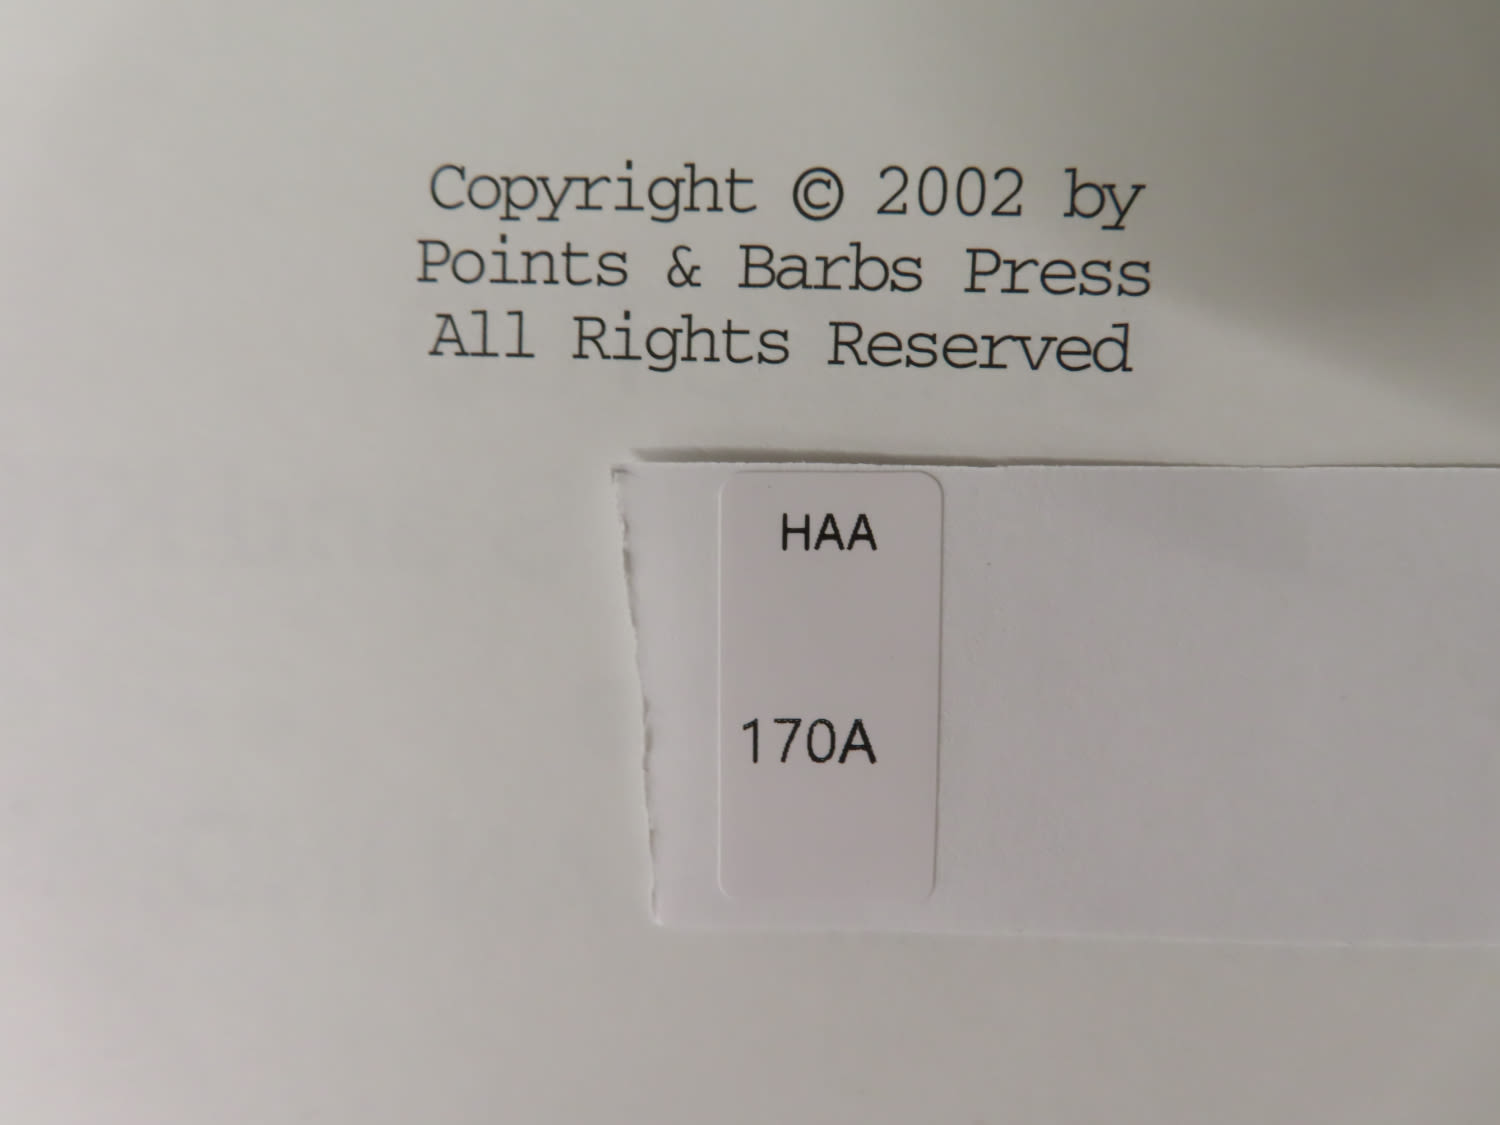 Copyright © 2002 by
Points & Barbs Press
All Rights Reserved
HAA
170A